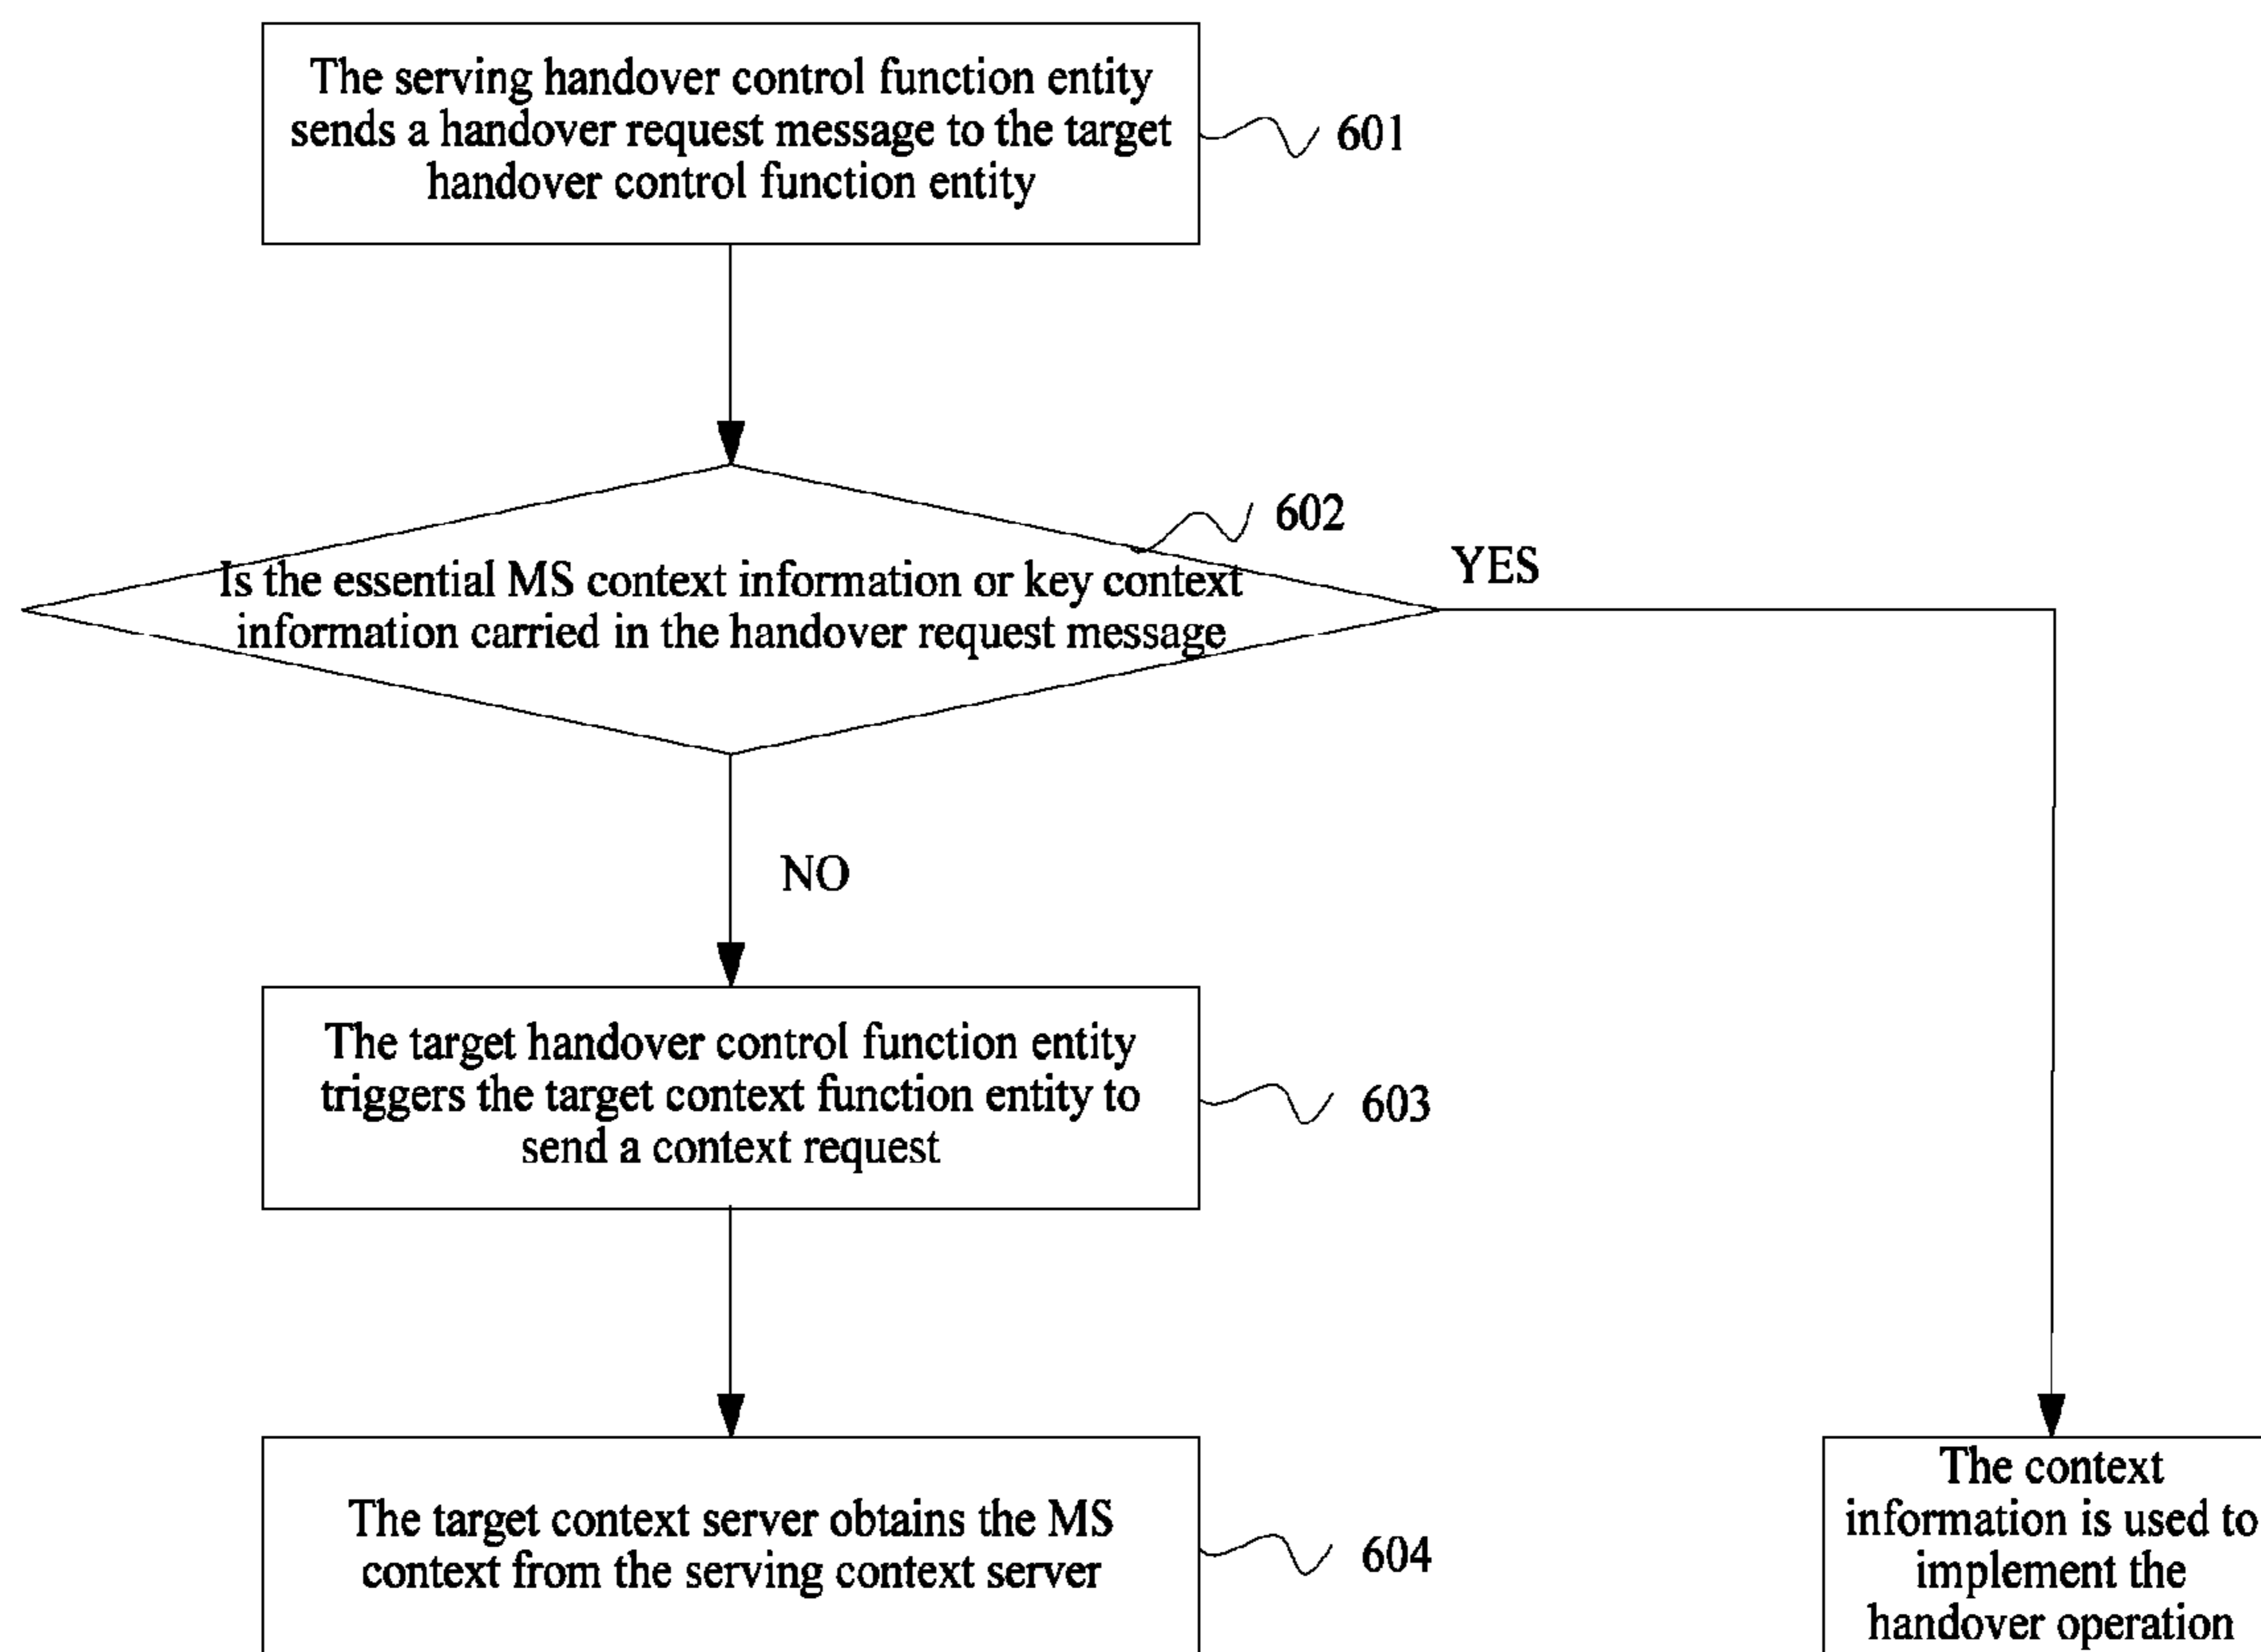 The serving handover control function entity
sends a handover request message to the target
handover control function entity
601
602
Is the essential MS context information or key context
information carried in the handover request message
YES
NO
The target handover control function entity
triggers the target context function entity to
send a context request
603
The target context server obtains the MS
context from the serving context server
604
The context
information is used to
implement the
handover operation